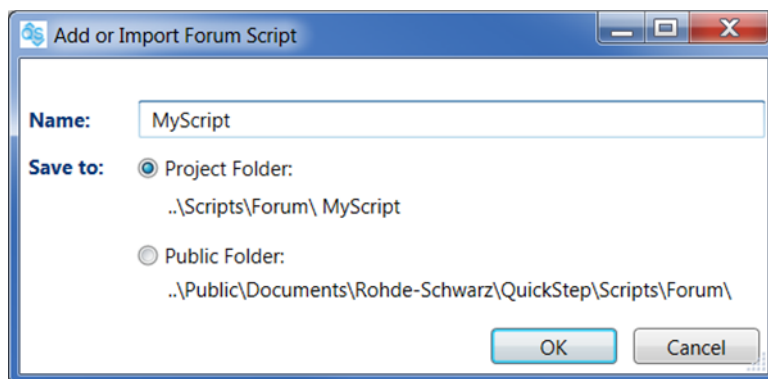 Add or Import Forum Script
Name: MyScript
Save to: Project Folder:
..\Scripts\Forum\ MyScript
Public Folder:
..\Public\Documents\Rohde-Schwarz\QuickStep\Scripts\Forum\
OK Cancel